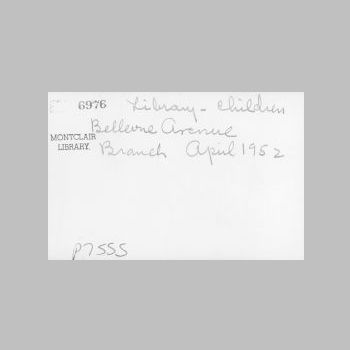 6976 Library - Children
Bellevue Avenue
MONTCLAIR
LIBRARY. Branch April 1952
P7555